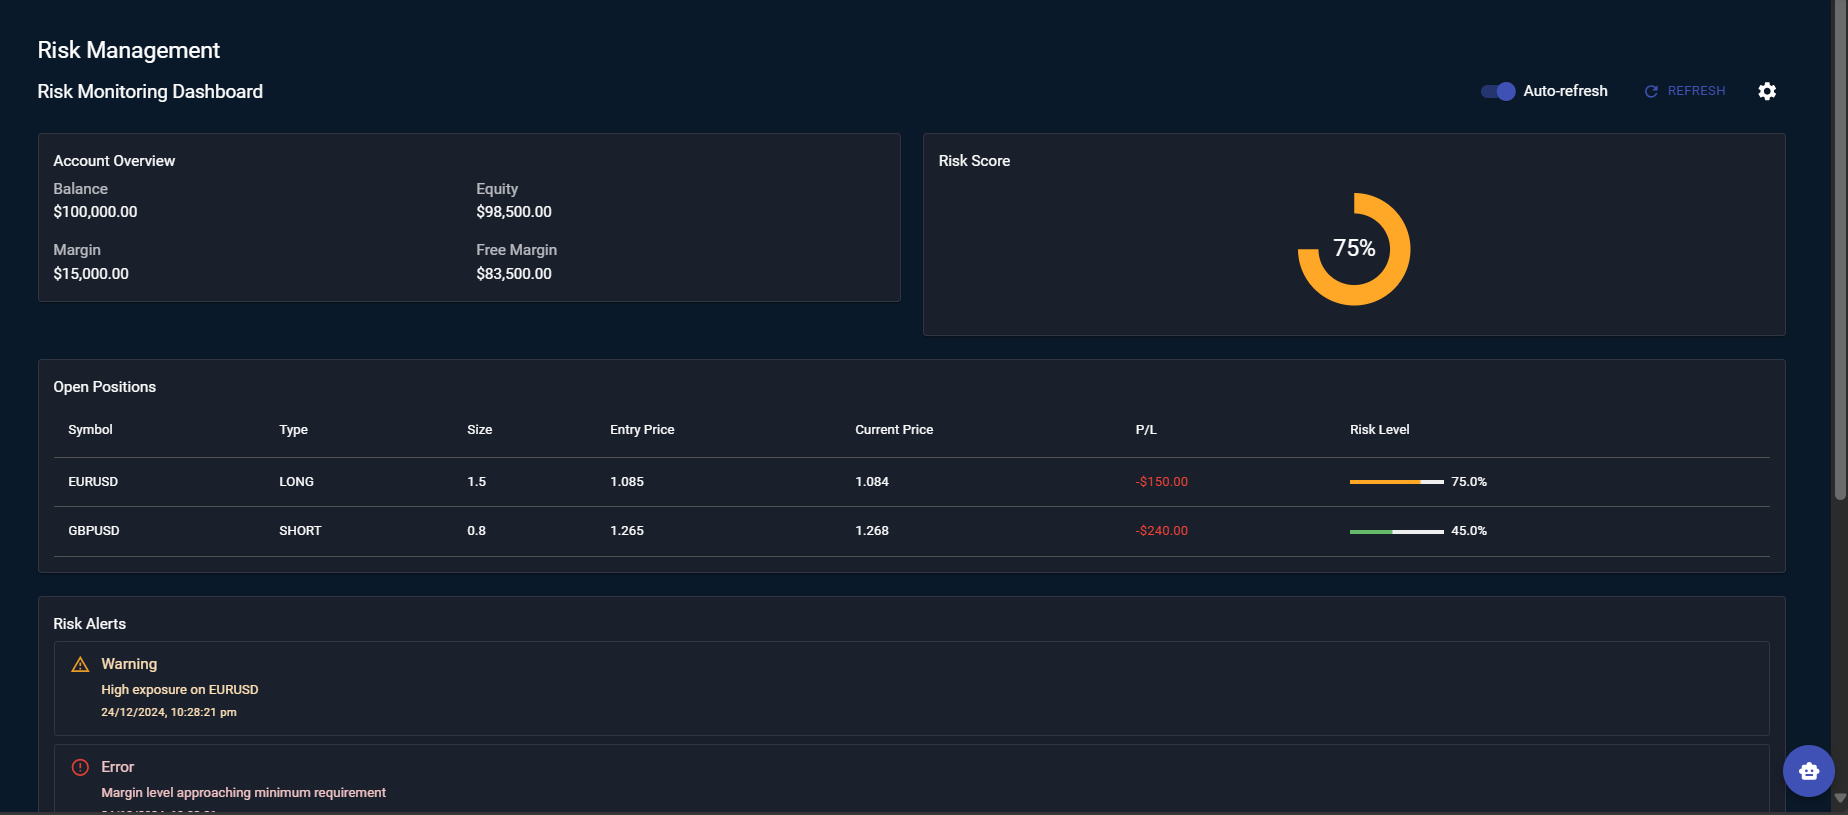 Risk Management
Risk Monitoring Dashboard
Auto-refresh
REFRESH
Account Overview
Balance
$100,000.00
Equity
$98,500.00
Margin
$15,000.00
Free Margin
$83,500.00
Risk Score
75%
Open Positions
Symbol Type Size Entry Price Current Price P/L Risk Level
EURUSD LONG 1.5 1.085 1.084 -$150.00 75.0%
GBPUSD SHORT 0.8 1.265 1.268 -$240.00 45.0%
Risk Alerts
Warning
High exposure on EURUSD
24/12/2024, 10:28:21 pm
Error
Margin level approaching minimum requirement